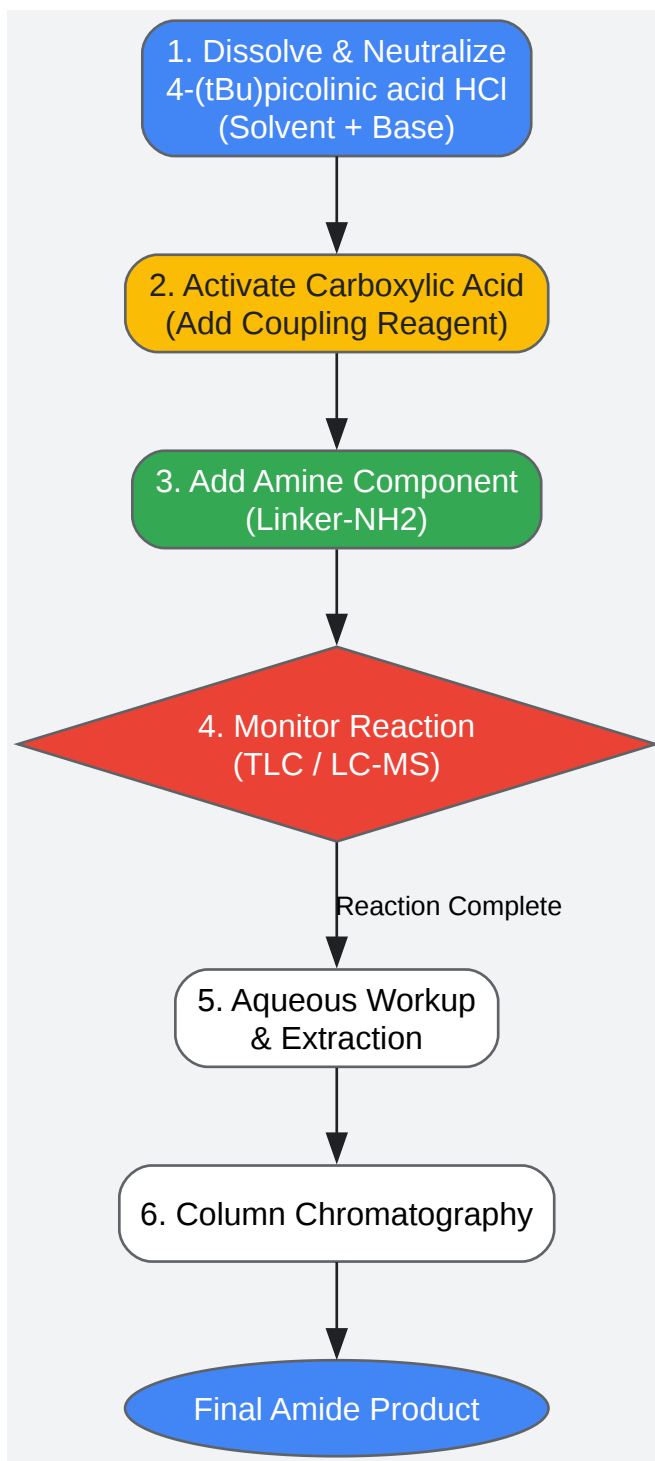 1. Dissolve & Neutralize
4-(tBu)picolinic acid HCl
(Solvent + Base)
2. Activate Carboxylic Acid
(Add Coupling Reagent)
3. Add Amine Component
(Linker-NH2)
4. Monitor Reaction
(TLC / LC-MS)
Reaction Complete
5. Aqueous Workup
& Extraction
6. Column Chromatography
Final Amide Product